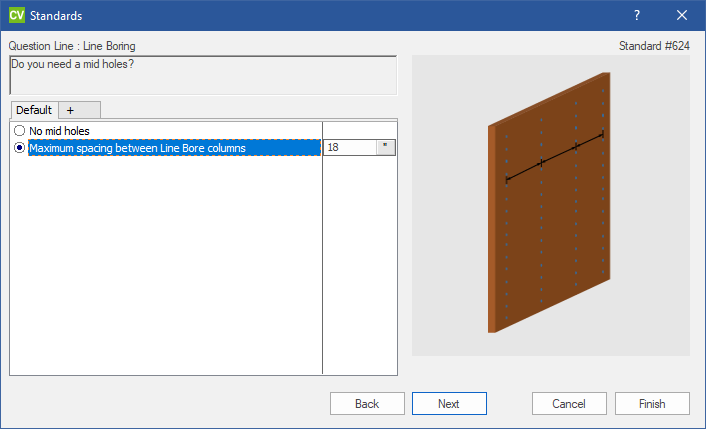 CV Standards ?
Question Line : Line Boring Standard #624
Do you need a mid holes?
Default +
No mid holes
Maximum spacing between Line Bore columns 18 "
Back Next Cancel Finish